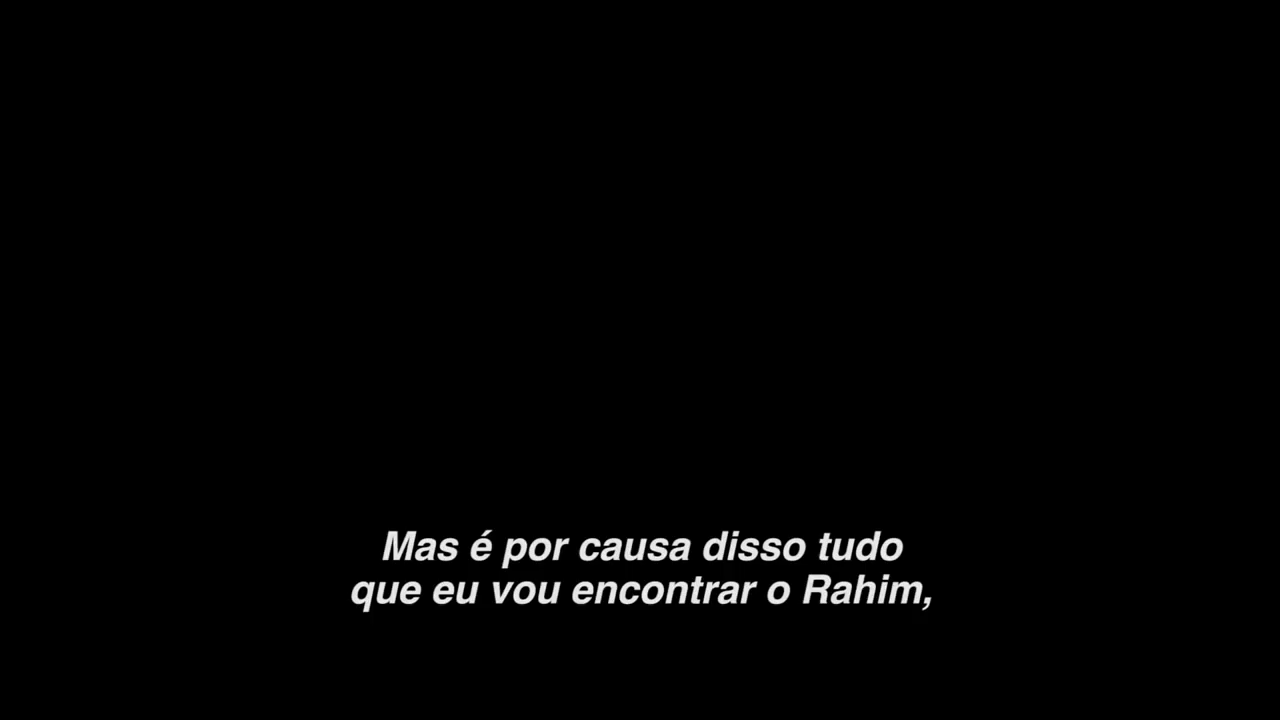 Mas é por causa disso tudo
que eu vou encontrar o Rahim,